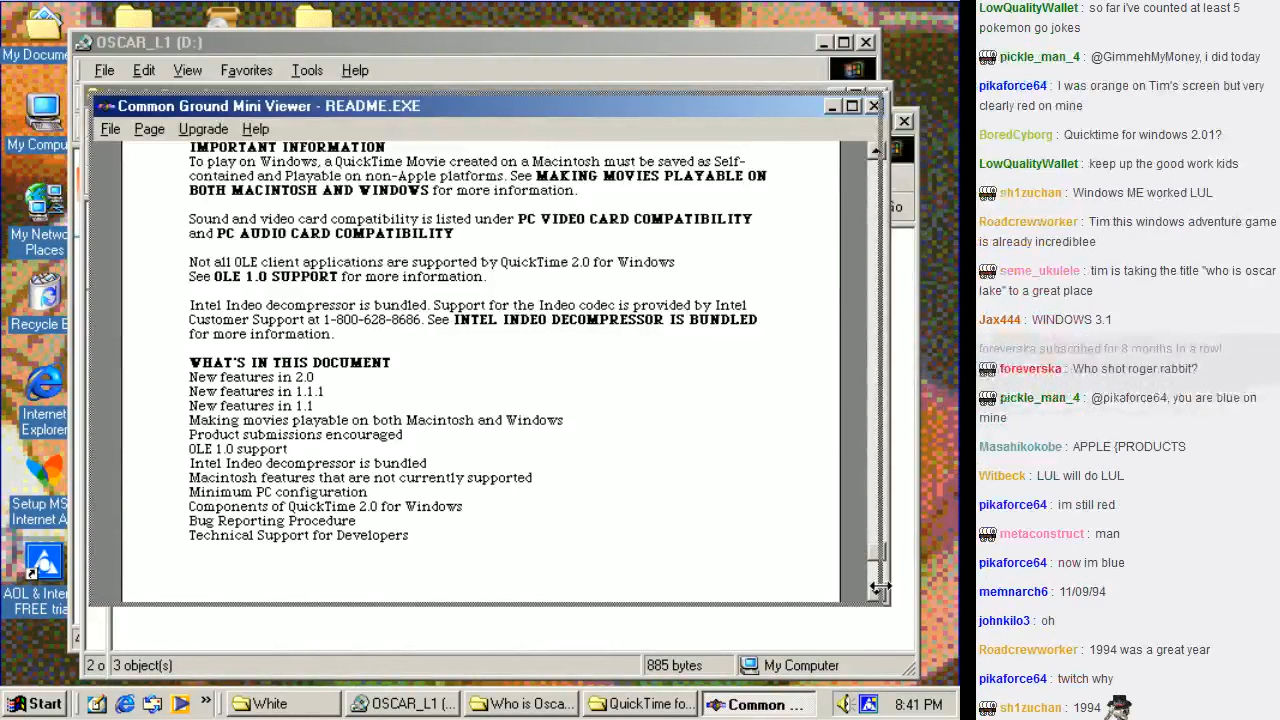 My Docume
My Compu
My Netwo
Places
Recycle B
Internet
Explorer
Setup MS
Internet A
AOL & Inter
FREE tria
OSCAR_L1 (D:)
File Edit View Favorites Tools Help
Common Ground Mini Viewer - README.EXE
File Page Upgrade Help
IMPORTANT INFORMATION
To play on Windows, a QuickTime Movie created on a Macintosh must be saved as Self-
contained and Playable on non-Apple platforms. See MAKING MOVIES PLAYABLE ON
BOTH MACINTOSH AND WINDOWS for more information.
Sound and video card compatibility is listed under PC VIDEO CARD COMPATIBILITY
and PC AUDIO CARD COMPATIBILITY
Not all OLE client applications are supported by QuickTime 2.0 for Windows
See OLE 1.0 SUPPORT for more information.
Intel Indeo decompressor is bundled. Support for the Indeo codec is provided by Intel
Customer Support at 1-800-628-8686. See INTEL INDEO DECOMPRESSOR IS BUNDLED
for more information.
WHAT'S IN THIS DOCUMENT
New features in 2.0
New features in 1.1.1
New features in 1.1
Making movies playable on both Macintosh and Windows
Product submissions encouraged
OLE 1.0 support
Intel Indeo decompressor is bundled
Macintosh features that are not currently supported
Minimum PC configuration
Components of QuickTime 2.0 for Windows
Bug Reporting Procedure
Technical Support for Developers
Go
2 o 3 object(s) 885 bytes My Computer
Start White OSCAR_L1 (... Who is Osca... QuickTime fo... Common ... 8:41 PM
LowQualityWallet : so far i've counted at least 5
pokemon go jokes
pickle_man_4 : @GimmehMyMoney, i did today
pikaforce64 : I was orange on Tim's screen but very
clearly red on mine
BoredCyborg : Quicktime for windows 2.01?
LowQualityWallet : keep up the good work kids
sh1zuchan : Windows ME worked LUL
Roadcrewworker : Tim this windows adventure game
is already incredible
seme_ukulele : tim is taking the title "who is oscar
lake" to a great place
Jax444 : WINDOWS 3.1
foreverska subscribed for 8 months in a row!
foreverska : Who shot roger rabbit?
pickle_man_4 : @pikaforce64, you are blue on
mine
Masahikokobe : APPLE {PRODUCTS
Witbeck : LUL will do LUL
pikaforce64 : im still red
metaconstruct : man
pikaforce64 : now im blue
memnarch6 : 11/09/94
johnkilo3 : oh
Roadcrewworker : 1994 was a great year
pikaforce64 : twitch why
sh1zuchan : 1994